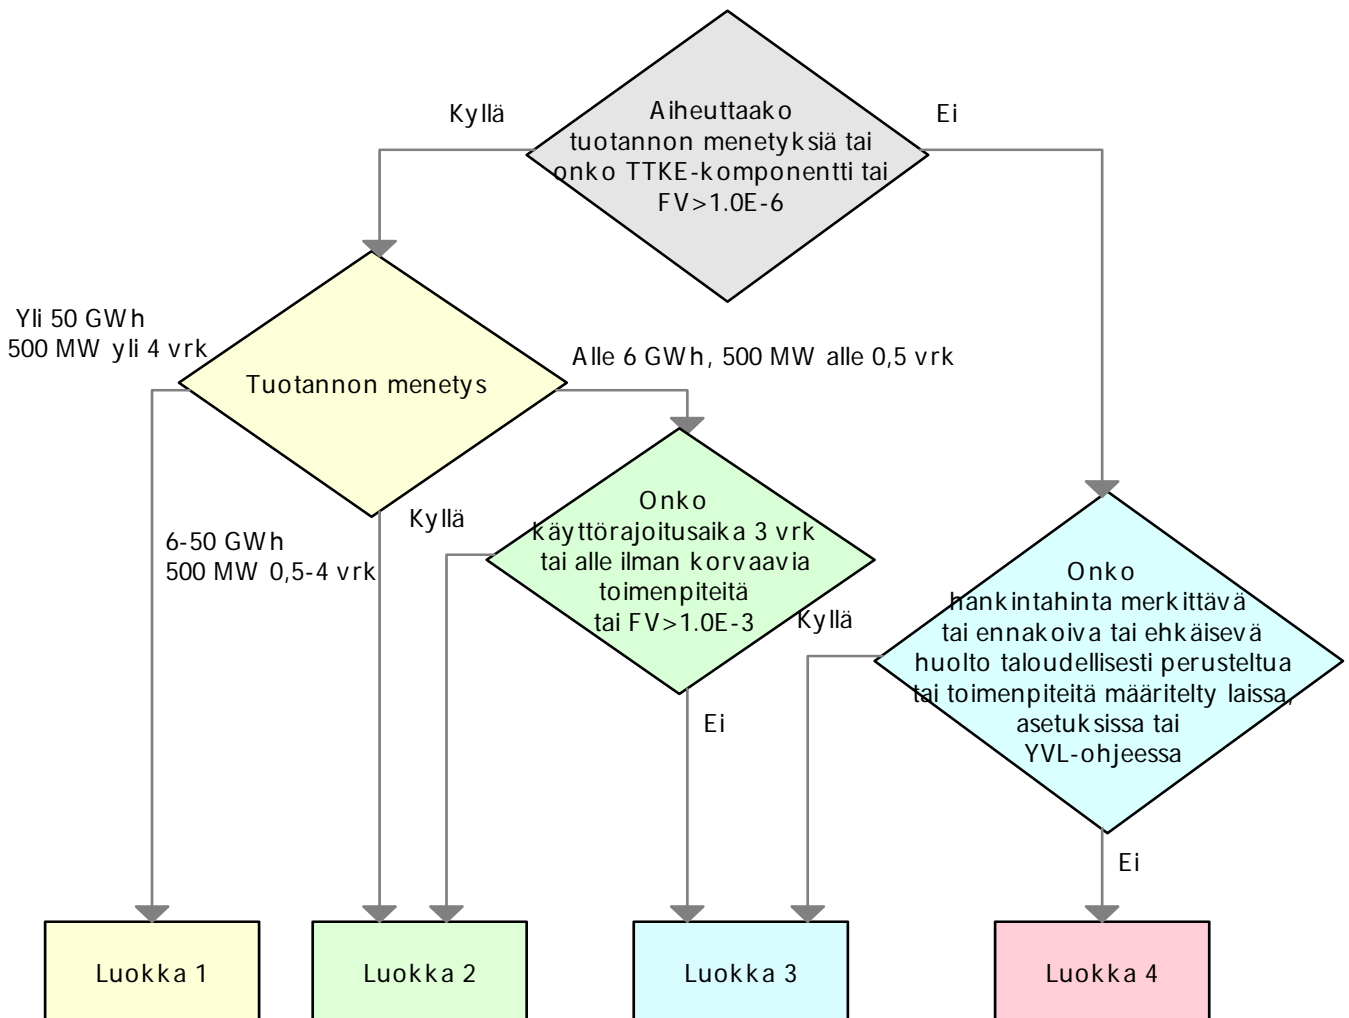 Aiheuttaako
tuotannon menetyksiä tai
onko TTKE-komponentti tai
FV>1.0E-6
Kyllä
Ei
Yli 50 GWh
500 MW yli 4 vrk
Tuotannon menetys
Alle 6 GWh, 500 MW alle 0,5 vrk
6-50 GWh
500 MW 0,5-4 vrk
Kyllä
Onko
käyttörajoitusaika 3 vrk
tai alle ilman korvaavia
toimenpiteitä
tai FV>1.0E-3
Ei
Kyllä
Onko
hankintahinta merkittävä
tai ennakoiva tai ehkäisevä
huolto taloudellisesti perusteltua
tai toimenpiteitä määritelty laissa,
asetuksissa tai
YVL-ohjeessa
Ei
Luokka 1
Luokka 2
Luokka 3
Luokka 4